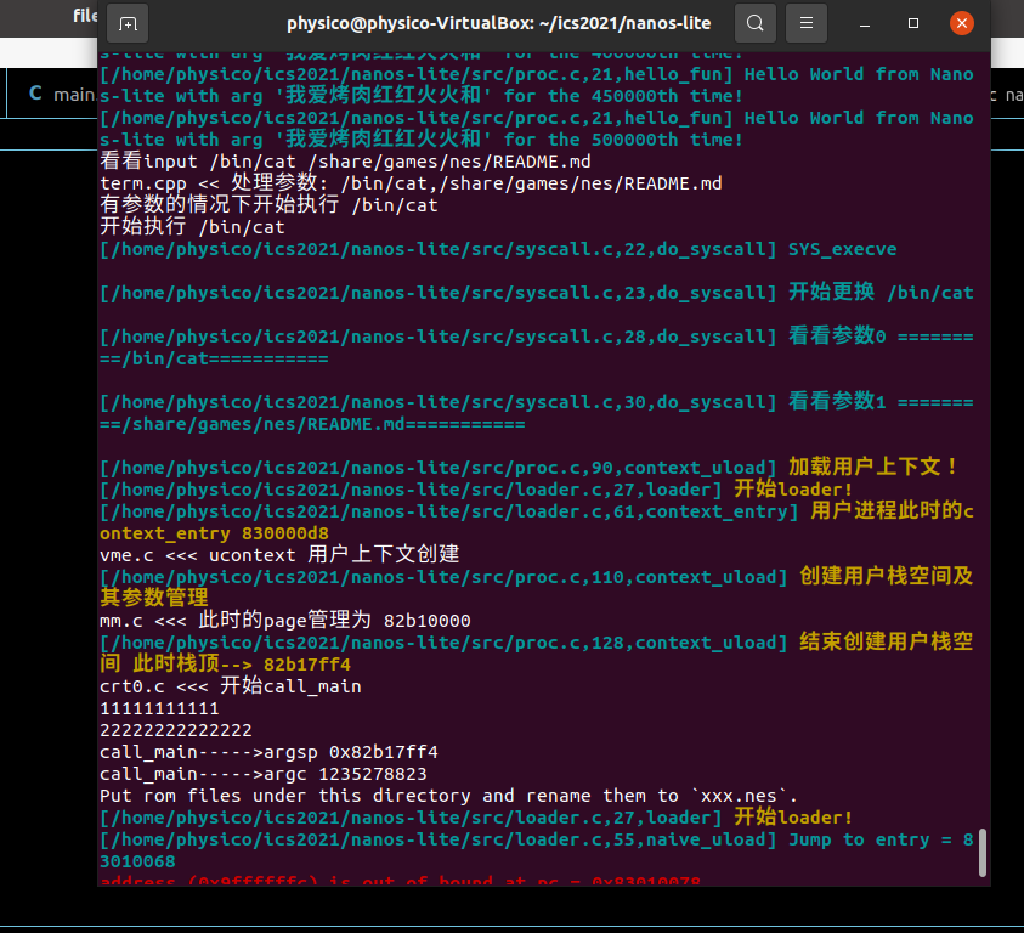 file
physico@physico-VirtualBox: ~/ics2021/nanos-lite
C main.
c na
s-lite with arg '我爱烤肉红红火火和' for the 400000th time!
[/home/physico/ics2021/nanos-lite/src/proc.c,21,hello_fun] Hello World from Nano
s-lite with arg '我爱烤肉红红火火和' for the 450000th time!
[/home/physico/ics2021/nanos-lite/src/proc.c,21,hello_fun] Hello World from Nano
s-lite with arg '我爱烤肉红红火火和' for the 500000th time!
看看input /bin/cat /share/games/nes/README.md
term.cpp << 处理参数: /bin/cat,/share/games/nes/README.md
有参数的情况下开始执行 /bin/cat
开始执行 /bin/cat
[/home/physico/ics2021/nanos-lite/src/syscall.c,22,do_syscall] SYS_execve
[/home/physico/ics2021/nanos-lite/src/syscall.c,23,do_syscall] 开始更换 /bin/cat
[/home/physico/ics2021/nanos-lite/src/syscall.c,28,do_syscall] 看看参数0 =======
==/bin/cat===========
[/home/physico/ics2021/nanos-lite/src/syscall.c,30,do_syscall] 看看参数1 =======
==/share/games/nes/README.md===========
[/home/physico/ics2021/nanos-lite/src/proc.c,90,context_uload] 加载用户上下文！
[/home/physico/ics2021/nanos-lite/src/loader.c,27,loader] 开始loader!
[/home/physico/ics2021/nanos-lite/src/loader.c,61,context_entry] 用户进程此时的c
ontext_entry 830000d8
vme.c <<< ucontext 用户上下文创建
[/home/physico/ics2021/nanos-lite/src/proc.c,110,context_uload] 创建用户栈空间及
其参数管理
mm.c <<< 此时的page管理为 82b10000
[/home/physico/ics2021/nanos-lite/src/proc.c,128,context_uload] 结束创建用户栈空
间 此时栈顶--> 82b17ff4
crt0.c <<< 开始call_main
11111111111
22222222222222
call_main----->argsp 0x82b17ff4
call_main----->argc 1235278823
Put rom files under this directory and rename them to `xxx.nes`.
[/home/physico/ics2021/nanos-lite/src/loader.c,27,loader] 开始loader!
[/home/physico/ics2021/nanos-lite/src/loader.c,55,naive_uload] Jump to entry = 8
3010068
address (0x9ffffffc) is out of bound at pc = 0x83010078